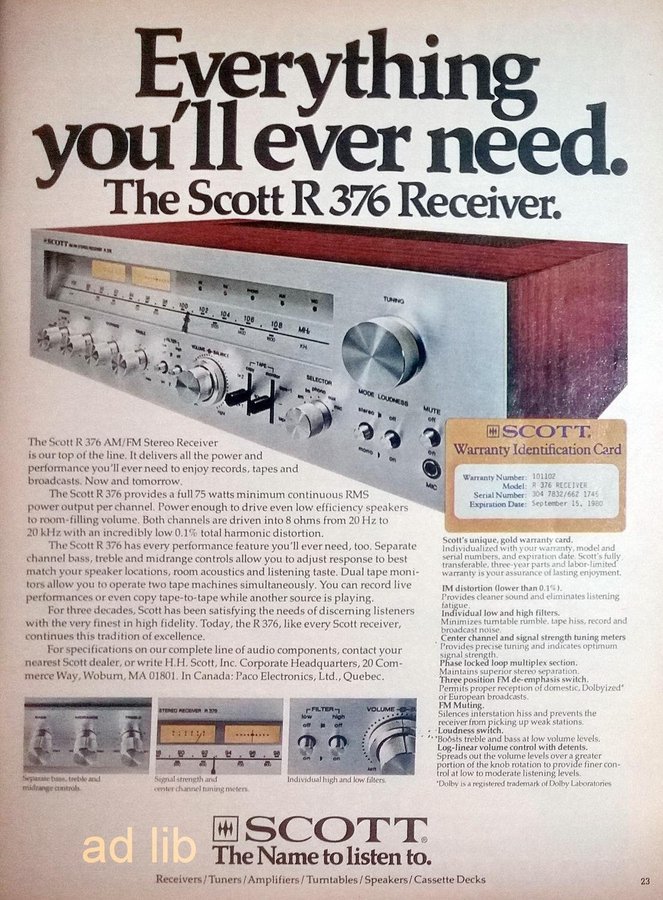 Everything
you'll ever need.
The Scott R 376 Receiver.
SCOTT
TUNING
100 102 104 106 108 MHz
KH
VOLUME BALANCE
TAPE
SELECTOR
phono
MODE LOUDNESS
MUTE
stereo
off
off
mono
on
on
MIC
The Scott R 376 AM/FM Stereo Receiver
is our top of the line. It delivers all the power and
performance you'll ever need to enjoy records, tapes and
broadcasts. Now and tomorrow.
The Scott R 376 provides a full 75 watts minimum continuous RMS
power output per channel. Power enough to drive even low efficiency speakers
to room-filling volume. Both channels are driven into 8 ohms from 20 Hz to
20 kHz with an incredibly low 0.1% total harmonic distortion.
The Scott R 376 has every performance feature you'll ever need, too. Separate
channel bass, treble and midrange controls allow you to adjust response to best
match your speaker locations, room acoustics and listening taste. Dual tape moni-
tors allow you to operate two tape machines simultaneously. You can record live
performances or even copy tape-to-tape while another source is playing.
For three decades, Scott has been satisfying the needs of discerning listeners
with the very finest in high fidelity. Today, the R 376, like every Scott receiver,
continues this tradition of excellence.
For specifications on our complete line of audio components, contact your
nearest Scott dealer, or write H.H. Scott, Inc. Corporate Headquarters, 20 Com-
merce Way, Woburn, MA 01801. In Canada: Paco Electronics, Ltd., Quebec.
SCOTT®
Warranty Identification Card
Warranty Number: 101102
Model: R 376 RECEIVER
Serial Number: 304 7832/662 1746
Expiration Date: September 15, 1980
Scott's unique, gold warranty card.
Individualized with your warranty, model and
serial numbers, and expiration date. Scott's fully
transferable, three-year parts and labor-limited
warranty is your assurance of lasting enjoyment.
IM distortion (lower than 0.1%).
Provides cleaner sound and eliminates listening
fatigue.
Individual low and high filters.
Minimizes turntable rumble, tape hiss, record and
broadcast noise.
Center channel and signal strength tuning meters
Provides precise tuning and indicates optimum
signal strength.
Phase locked loop multiplex section.
Maintains superior stereo separation.
Three position FM de-emphasis switch.
Permits proper reception of domestic, Dolbyized*
or European broadcasts.
FM Muting.
Silences interstation hiss and prevents the
receiver from picking up weak stations.
Loudness switch.
Boosts treble and bass at low volume levels.
Log-linear volume control with detents.
Spreads out the volume levels over a greater
portion of the knob rotation to provide finer con-
trol at low to moderate listening levels.
*Dolby is a registered trademark of Dolby Laboratories
BASS MIDRANGE TREBLE
STEREO RECEIVER R 376
FILTER
low high
off off
on on
VOLUME
Separate bass, treble and
midrange controls.
Signal strength and
center channel tuning meters.
Individual high and low filters.
ad lib
SCOTT®
The Name to listen to.
Receivers/Tuners/Amplifiers/Turntables/Speakers/Cassette Decks
23